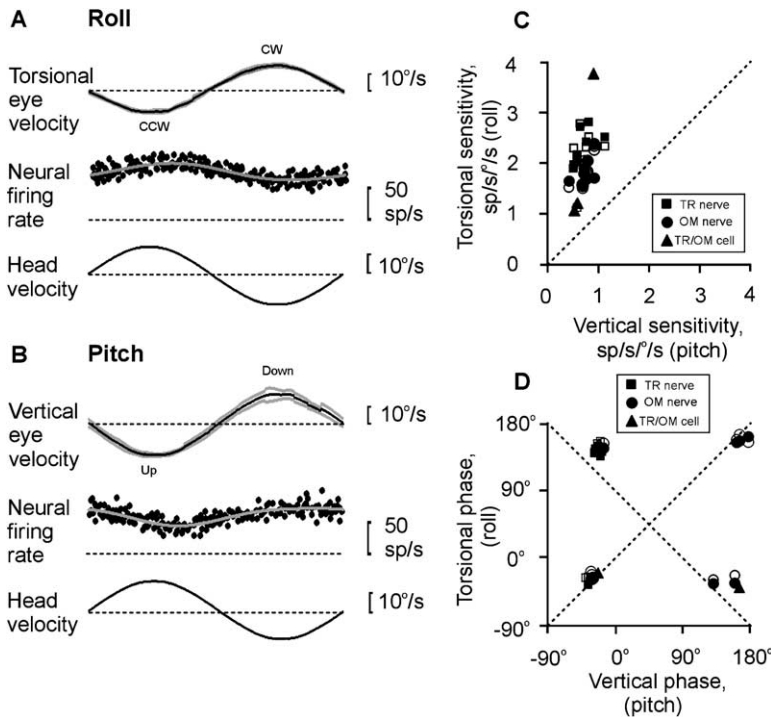 A Roll
CW
Torsional
eye
velocity
10°/s
CCW
Neural
firing
rate
50
sp/s
Head
velocity
10°/s
B Pitch
Down
Vertical
eye
velocity
10°/s
Up
Neural
firing
rate
50
sp/s
Head
velocity
10°/s
C
Torsional sensitivity,
sp/s/°/s (roll)
4
3
2
1
0
TR nerve
OM nerve
TR/OM cell
0 1 2 3 4
Vertical sensitivity,
sp/s/°/s (pitch)
D
TR nerve
OM nerve
TR/OM cell
Torsional phase,
(roll)
180°
90°
0°
-90°
-90° 0° 90° 180°
Vertical phase,
(pitch)